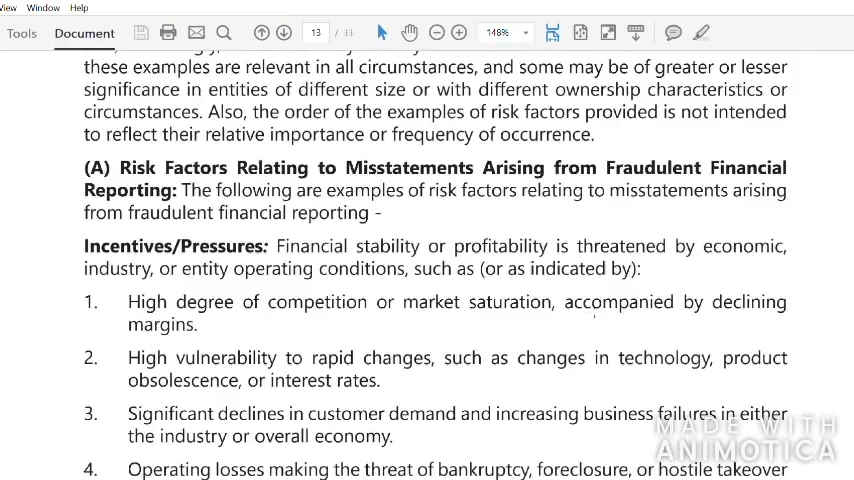 View Window Help
Tools Document 13 / 33 148%
these examples are relevant in all circumstances, and some may be of greater or lesser
significance in entities of different size or with different ownership characteristics or
circumstances. Also, the order of the examples of risk factors provided is not intended
to reflect their relative importance or frequency of occurrence.
(A) Risk Factors Relating to Misstatements Arising from Fraudulent Financial
Reporting: The following are examples of risk factors relating to misstatements arising
from fraudulent financial reporting -
Incentives/Pressures: Financial stability or profitability is threatened by economic,
industry, or entity operating conditions, such as (or as indicated by):
1. High degree of competition or market saturation, accompanied by declining
margins.
2. High vulnerability to rapid changes, such as changes in technology, product
obsolescence, or interest rates.
3. Significant declines in customer demand and increasing business failures in either
the industry or overall economy.
MADE WITH
ANIMOTICA
4. Operating losses making the threat of bankruptcy, foreclosure, or hostile takeover